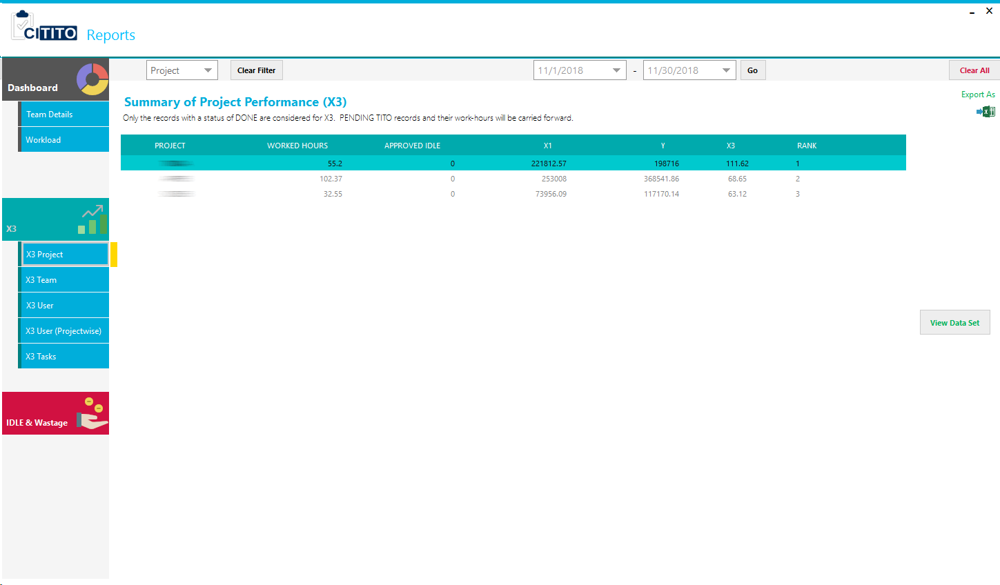 CITITO Reports
Project Clear Filter 11/1/2018 - 11/30/2018 Go Clear All
Dashboard
Team Details
Workload
X3
X3 Project
X3 Team
X3 User
X3 User (Projectwise)
X3 Tasks
IDLE & Wastage
Export As
Summary of Project Performance (X3)
Only the records with a status of DONE are considered for X3. PENDING TITO records and their work-hours will be carried forward.
PROJECT WORKED HOURS APPROVED IDLE X1 Y X3 RANK
55.2 0 221812.57 198716 111.62 1
102.37 0 253008 368541.86 68.65 2
32.55 0 73956.09 117170.14 63.12 3
View Data Set